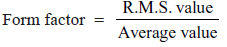 Form factor = R.M.S. value / Average value